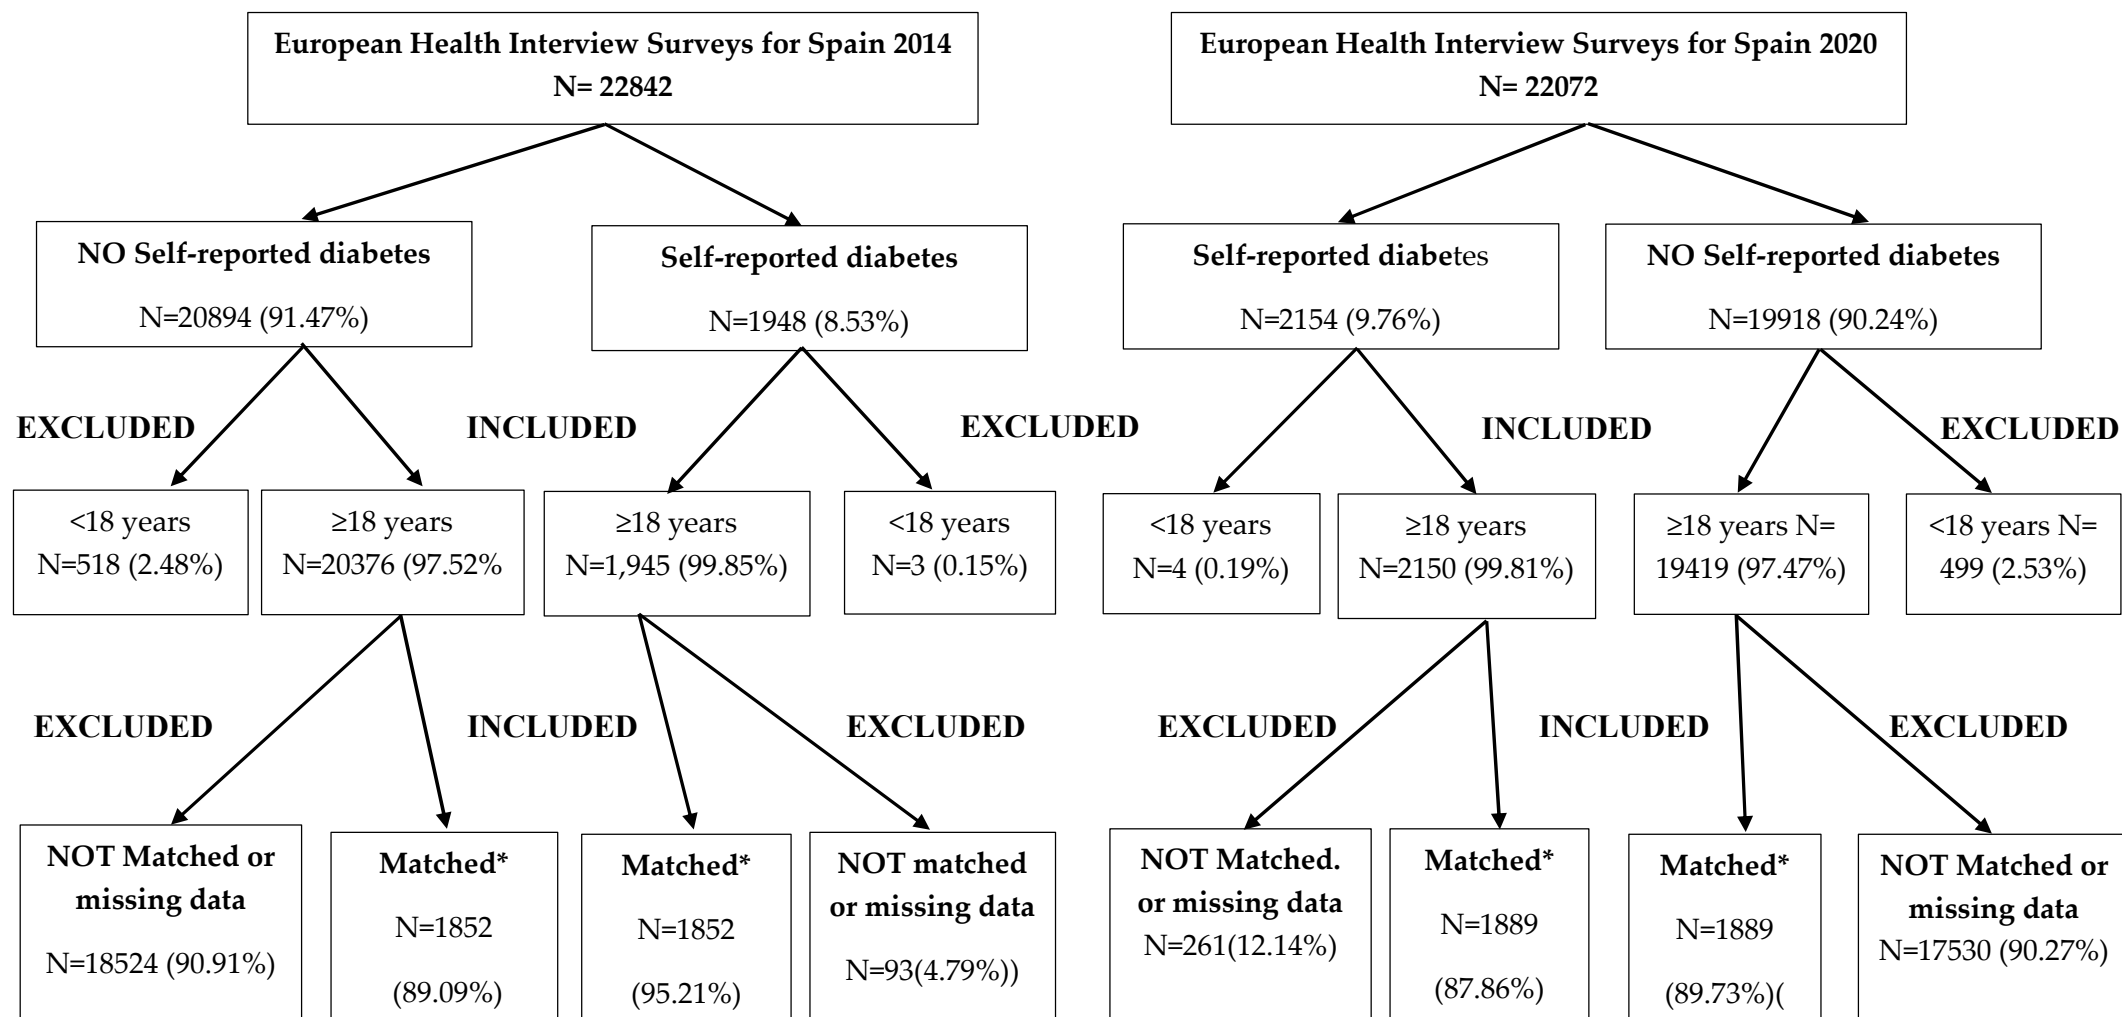 European Health Interview Surveys for Spain 2014
N= 22842
European Health Interview Surveys for Spain 2020
N= 22072
NO Self-reported diabetes
N=20894 (91.47%)
Self-reported diabetes
N=1948 (8.53%)
Self-reported diabetes
N=2154 (9.76%)
NO Self-reported diabetes
N=19918 (90.24%)
EXCLUDED
INCLUDED
EXCLUDED
INCLUDED
EXCLUDED
<18 years
N=518 (2.48%)
≥18 years
N=20376 (97.52%
≥18 years
N=1,945 (99.85%)
<18 years
N=3 (0.15%)
<18 years
N=4 (0.19%)
≥18 years
N=2150 (99.81%)
≥18 years N=
19419 (97.47%)
<18 years N=
499 (2.53%)
EXCLUDED
INCLUDED
EXCLUDED
EXCLUDED
INCLUDED
EXCLUDED
NOT Matched or
missing data
N=18524 (90.91%)
Matched*
N=1852
(89.09%)
Matched*
N=1852
(95.21%)
NOT matched
or missing data
N=93(4.79%))
NOT Matched.
or missing data
N=261(12.14%)
Matched*
N=1889
(87.86%)
Matched*
N=1889
(89.73%)(
NOT Matched or
missing data
N=17530 (90.27%)